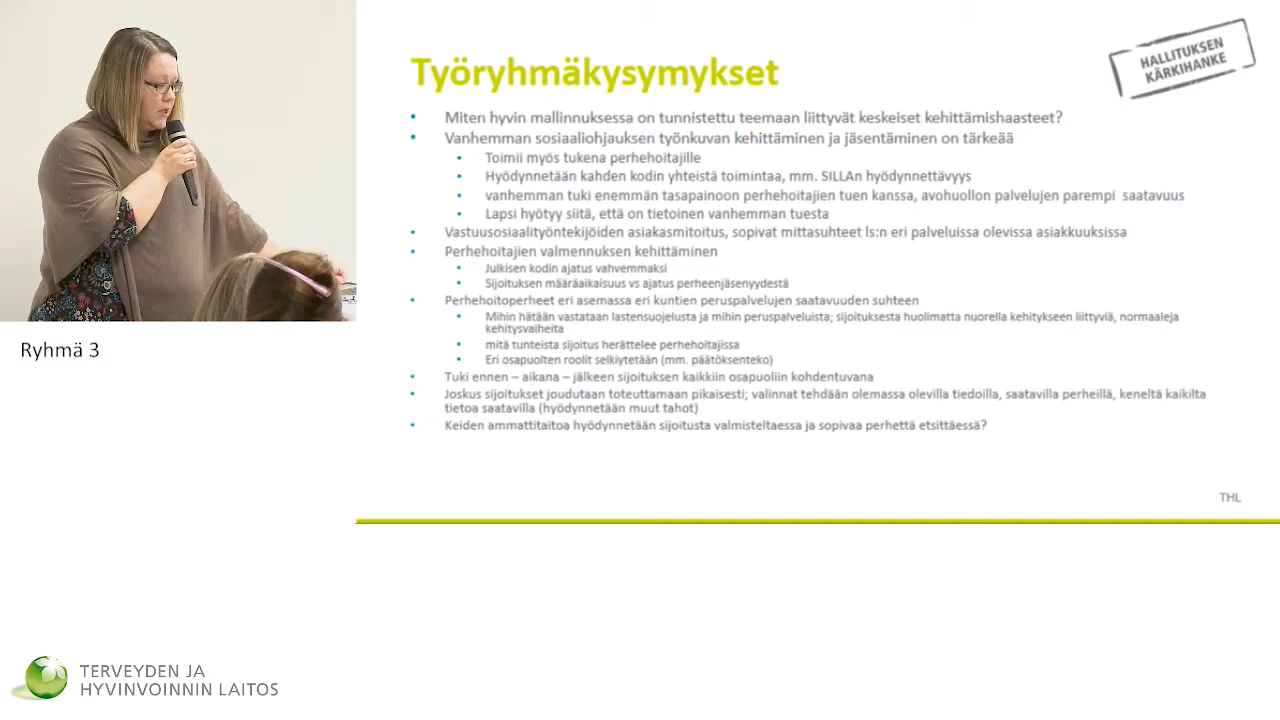 HALLITUKSEN
KÄRKIHANKE
Työryhmäkysymykset
• Miten hyvin mallinnuksessa on tunnistettu teemaan liittyvät keskeiset kehittämishaasteet?
• Vanhemman sosiaaliohjauksen työnkuvan kehittäminen ja jäsentäminen on tärkeää
• Toimii myös tukena perhehoitajille
• Hyödynnetään kahden kodin yhteistä toimintaa, mm. SILLAn hyödynnettävyys
• vanhemman tuki enemmän tasapainoon perhehoitajien tuen kanssa, avohuollon palvelujen parempi saatavuus
• Lapsi hyötyy siitä, että on tietoinen vanhemman tuesta
• Vastuusosiaalityöntekijöiden asiakasmitoitus, sopivat mittasuhteet ls:n eri palveluissa olevissa asiakkuuksissa
• Perhehoitajien valmennuksen kehittäminen
• Julkisen kodin ajatus vahvemmaksi
• Sijoituksen määräaikaisuus vs ajatus perheenjäsenyydestä
• Perhehoitoperheet eri asemassa eri kuntien peruspalvelujen saatavuuden suhteen
• Mihin hätään vastataan lastensuojelusta ja mihin peruspalveluista; sijoituksesta huolimatta nuorella kehitykseen liittyviä, normaaleja
kehitysvaiheita
• mitä tunteista sijoitus herättelee perhehoitajissa
• Eri osapuolten roolit selkiytetään (mm. päätöksenteko)
• Tuki ennen – aikana – jälkeen sijoituksen kaikkiin osapuoliin kohdentuvana
• Joskus sijoitukset joudutaan toteuttamaan pikaisesti; valinnat tehdään olemassa olevilla tiedoilla, saatavilla perheillä, keneltä kaikilta
tietoa saatavilla (hyödynnetään muut tahot)
• Keiden ammattitaitoa hyödynnetään sijoitusta valmisteltaessa ja sopivaa perhettä etsittäessä?
THL
Ryhmä 3
TERVEYDEN JA
HYVINVOINNIN LAITOS